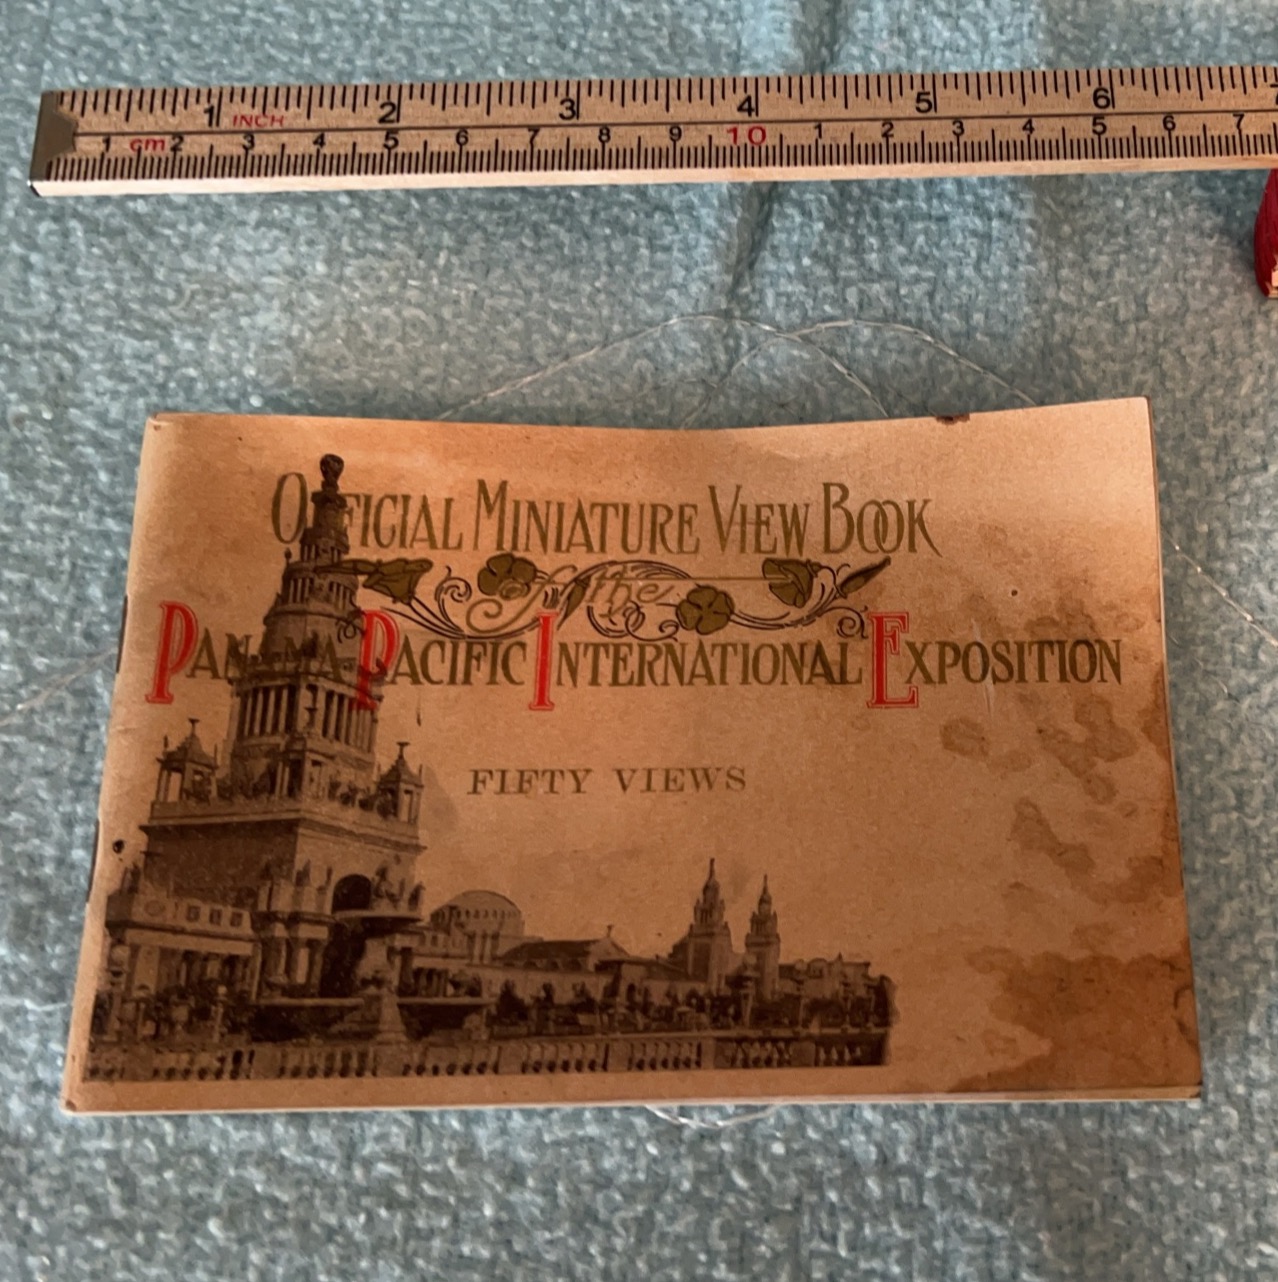 1 2 3 4 5 6
INCH
1 cm 2 3 4 5 6 7 8 9 10 1 2 3 4 5 6 7
OFFICIAL MINIATURE VIEW BOOK
of the
PANAMA PACIFIC INTERNATIONAL EXPOSITION
FIFTY VIEWS